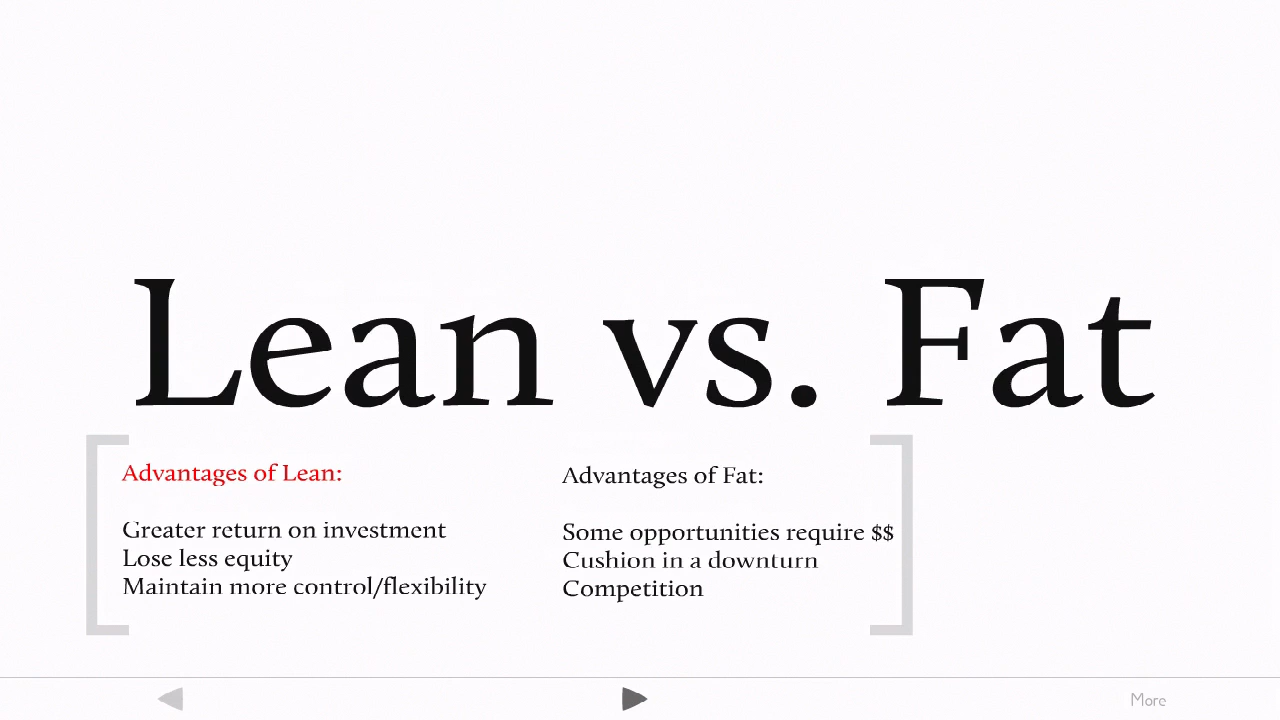 Lean vs. Fat
Advantages of Lean:
Greater return on investment
Lose less equity
Maintain more control/flexibility
Advantages of Fat:
Some opportunities require $$
Cushion in a downturn
Competition
More